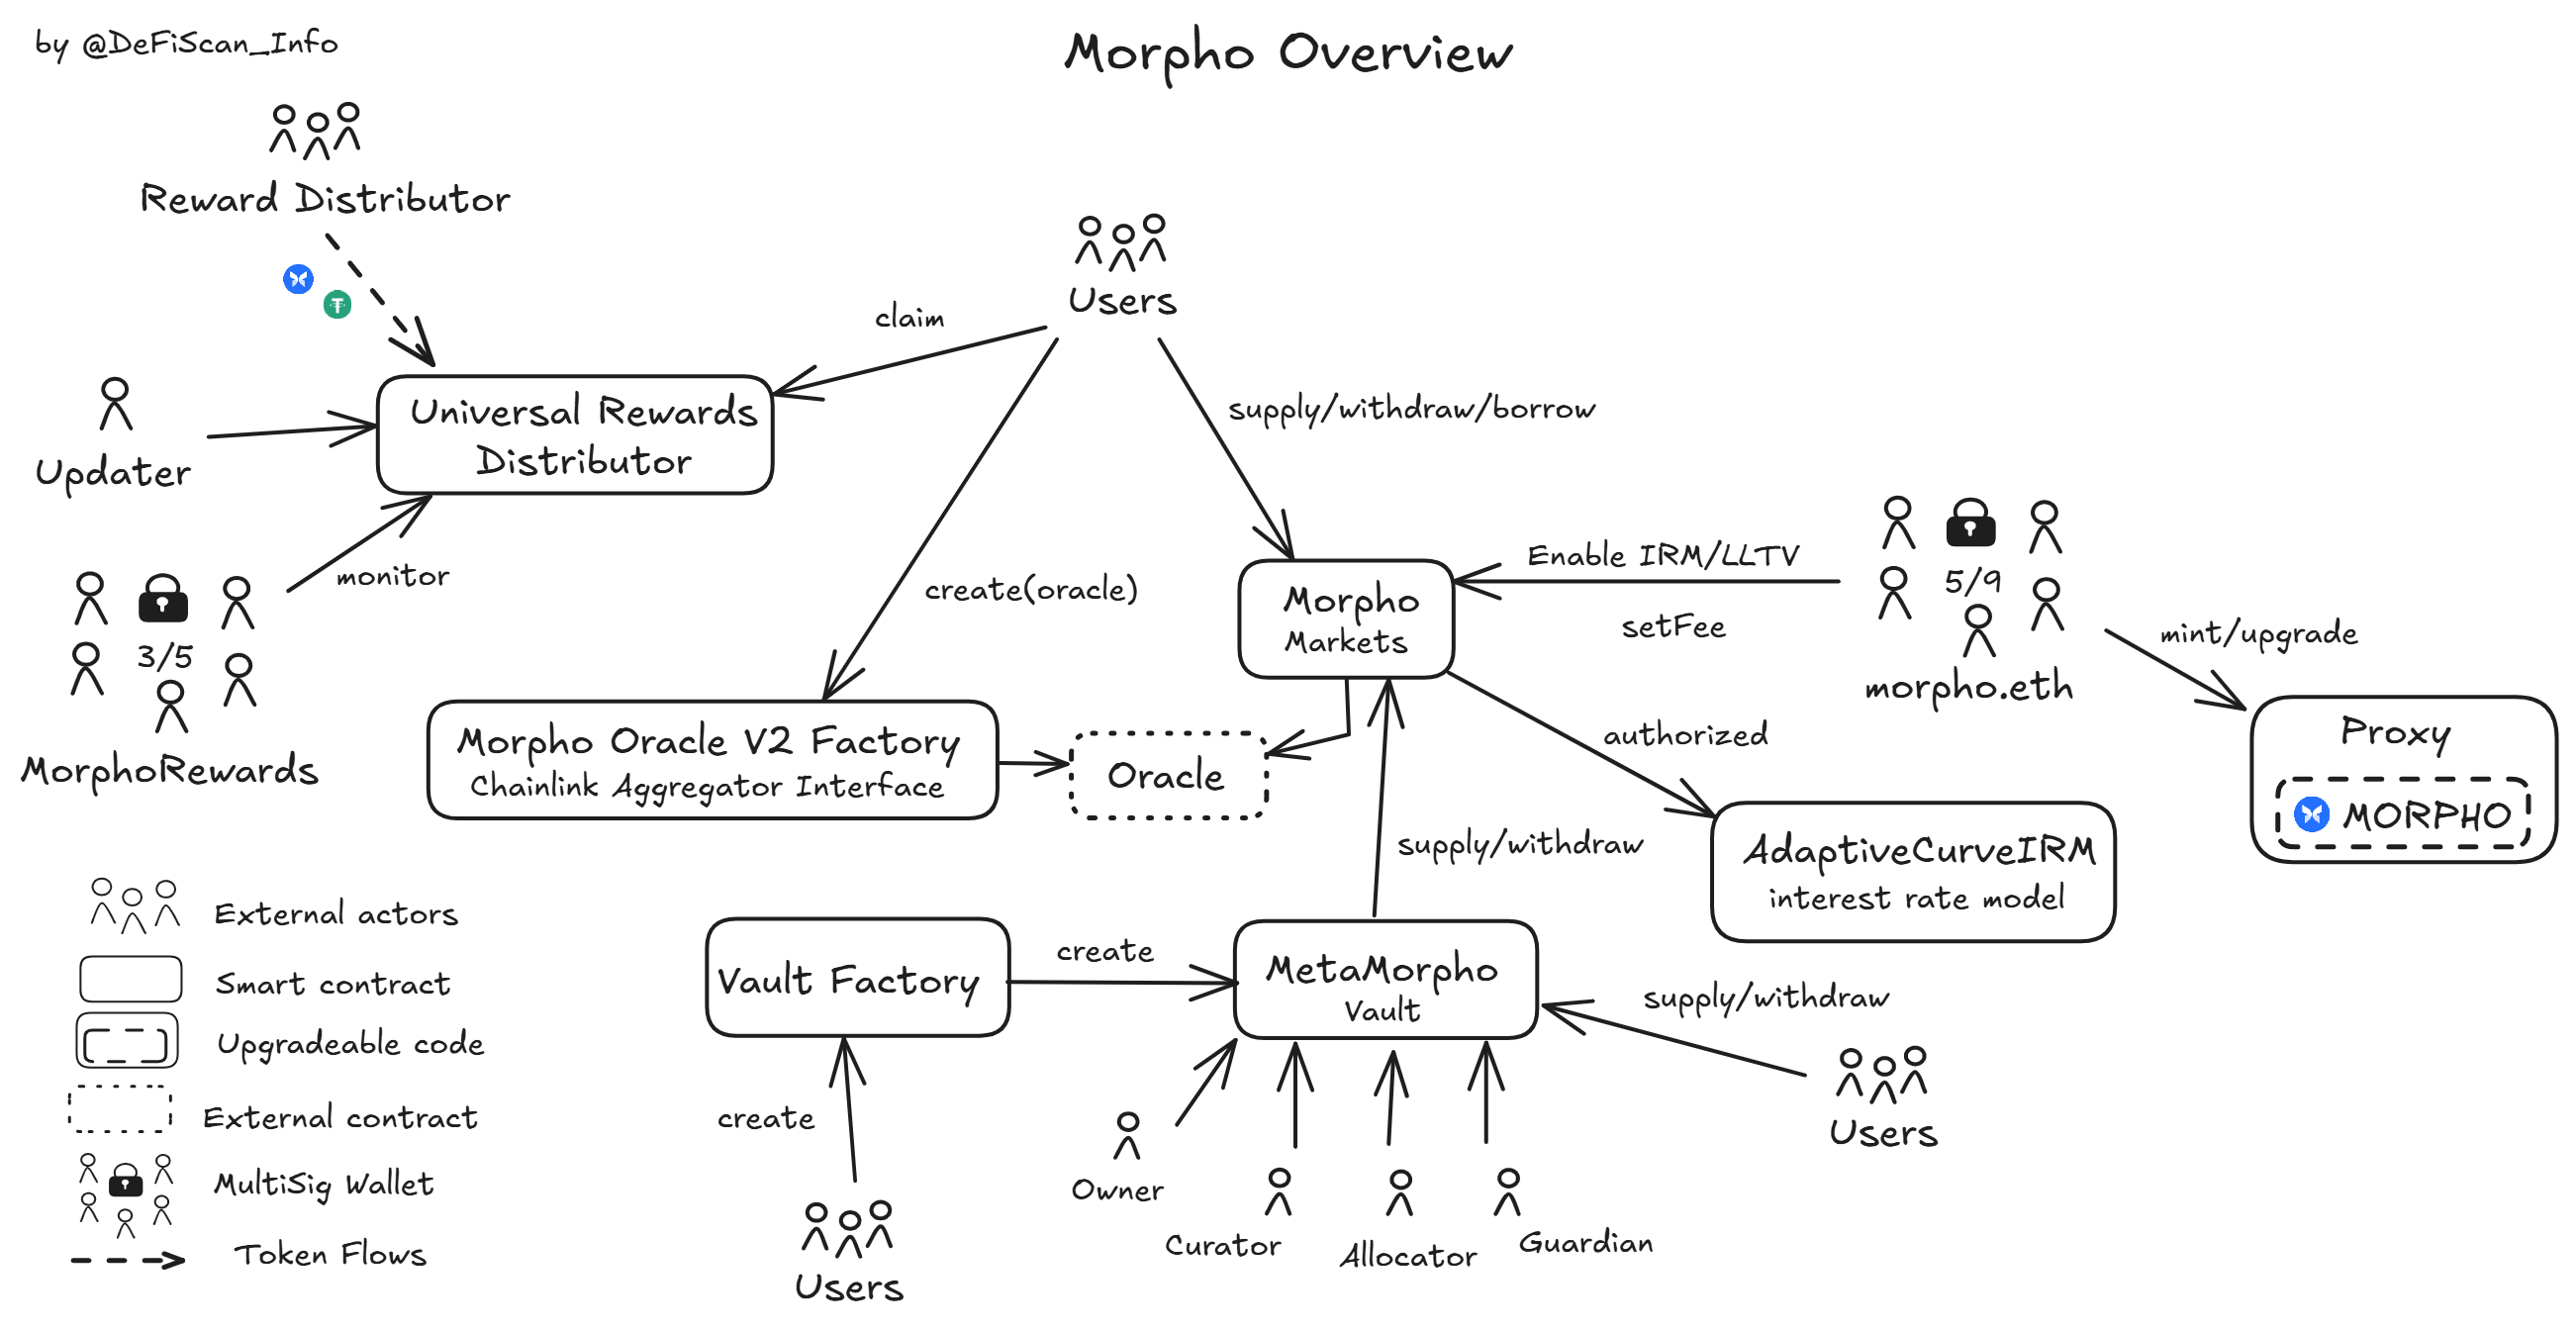 by @DeFiScan_Info
Morpho Overview
Reward Distributor
Users
claim
supply/withdraw/borrow
Universal Rewards
Distributor
Updater
monitor
3/5
MorphoRewards
create(oracle)
Enable IRM/LLTV
setFee
Morpho
Markets
5/9
morpho.eth
mint/upgrade
Proxy
MORPHO
Morpho Oracle V2 Factory
Chainlink Aggregator Interface
Oracle
authorized
AdaptiveCurveIRM
interest rate model
supply/withdraw
Vault Factory
create
MetaMorpho
Vault
supply/withdraw
Users
create
Users
Owner
Curator
Allocator
Guardian
External actors
Smart contract
Upgradeable code
External contract
MultiSig Wallet
Token Flows